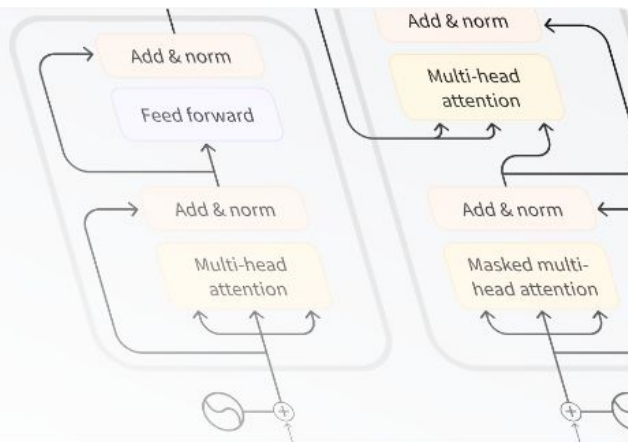 Add & norm
Feed forward
Add & norm
Multi-head
attention
Add & norm
Multi-head
attention
Add & norm
Masked multi-
head attention